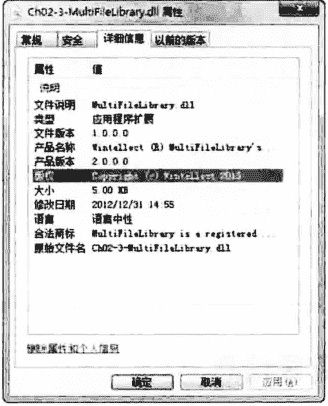 Ch02-3-MultiFileLibrary.dll 属性
常规 安全 详细信息 以前的版本
属性 值
说明
文件说明 MultiFileLibrary.dll
类型 应用程序扩展
文件版本 1.0.0.0
产品名称 Wintellect (R) MultiFileLibrary's ...
产品版本 2.0.0.0
版权 Copyright (c) Wintellect 2013
大小 5.00 KB
修改日期 2012/12/31 14:55
语言 语言中性
合法商标 MultiFileLibrary is a registered ...
原始文件名 Ch02-3-MultiFileLibrary.dll
删除属性和个人信息
确定 取消 应用(A)